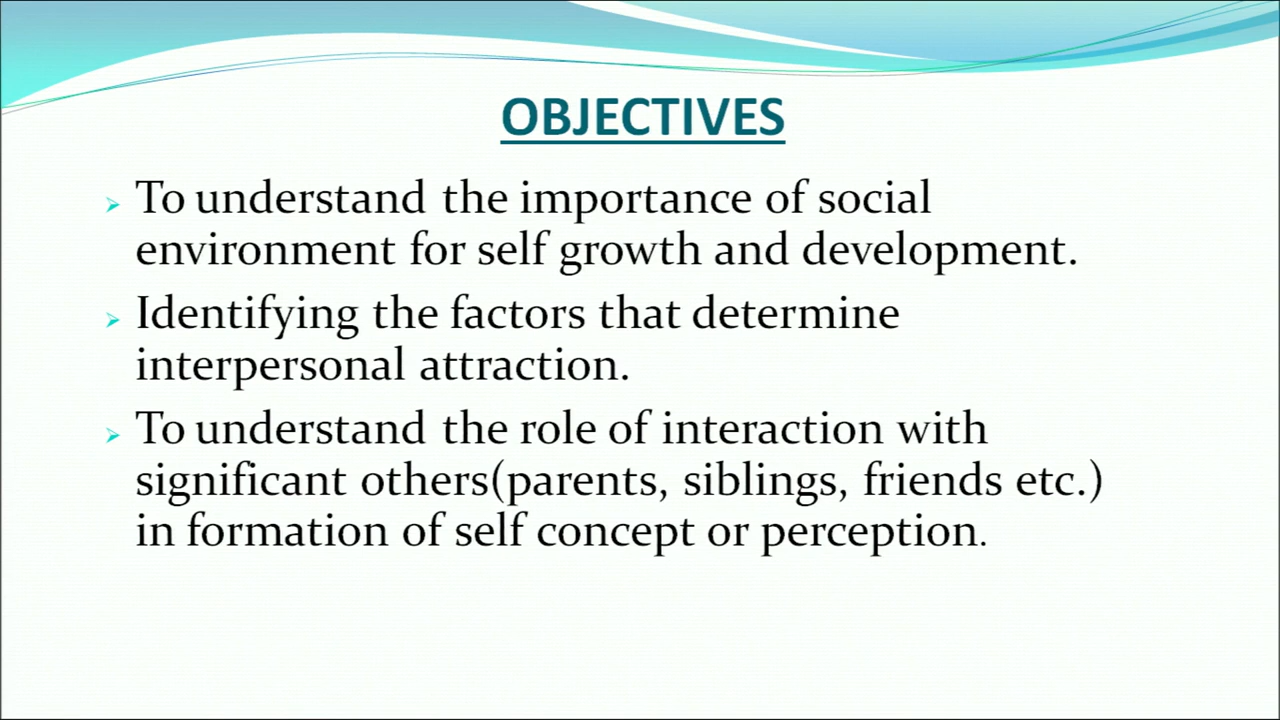 OBJECTIVES
To understand the importance of social
environment for self growth and development.
Identifying the factors that determine
interpersonal attraction.
To understand the role of interaction with
significant others(parents, siblings, friends etc.)
in formation of self concept or perception.